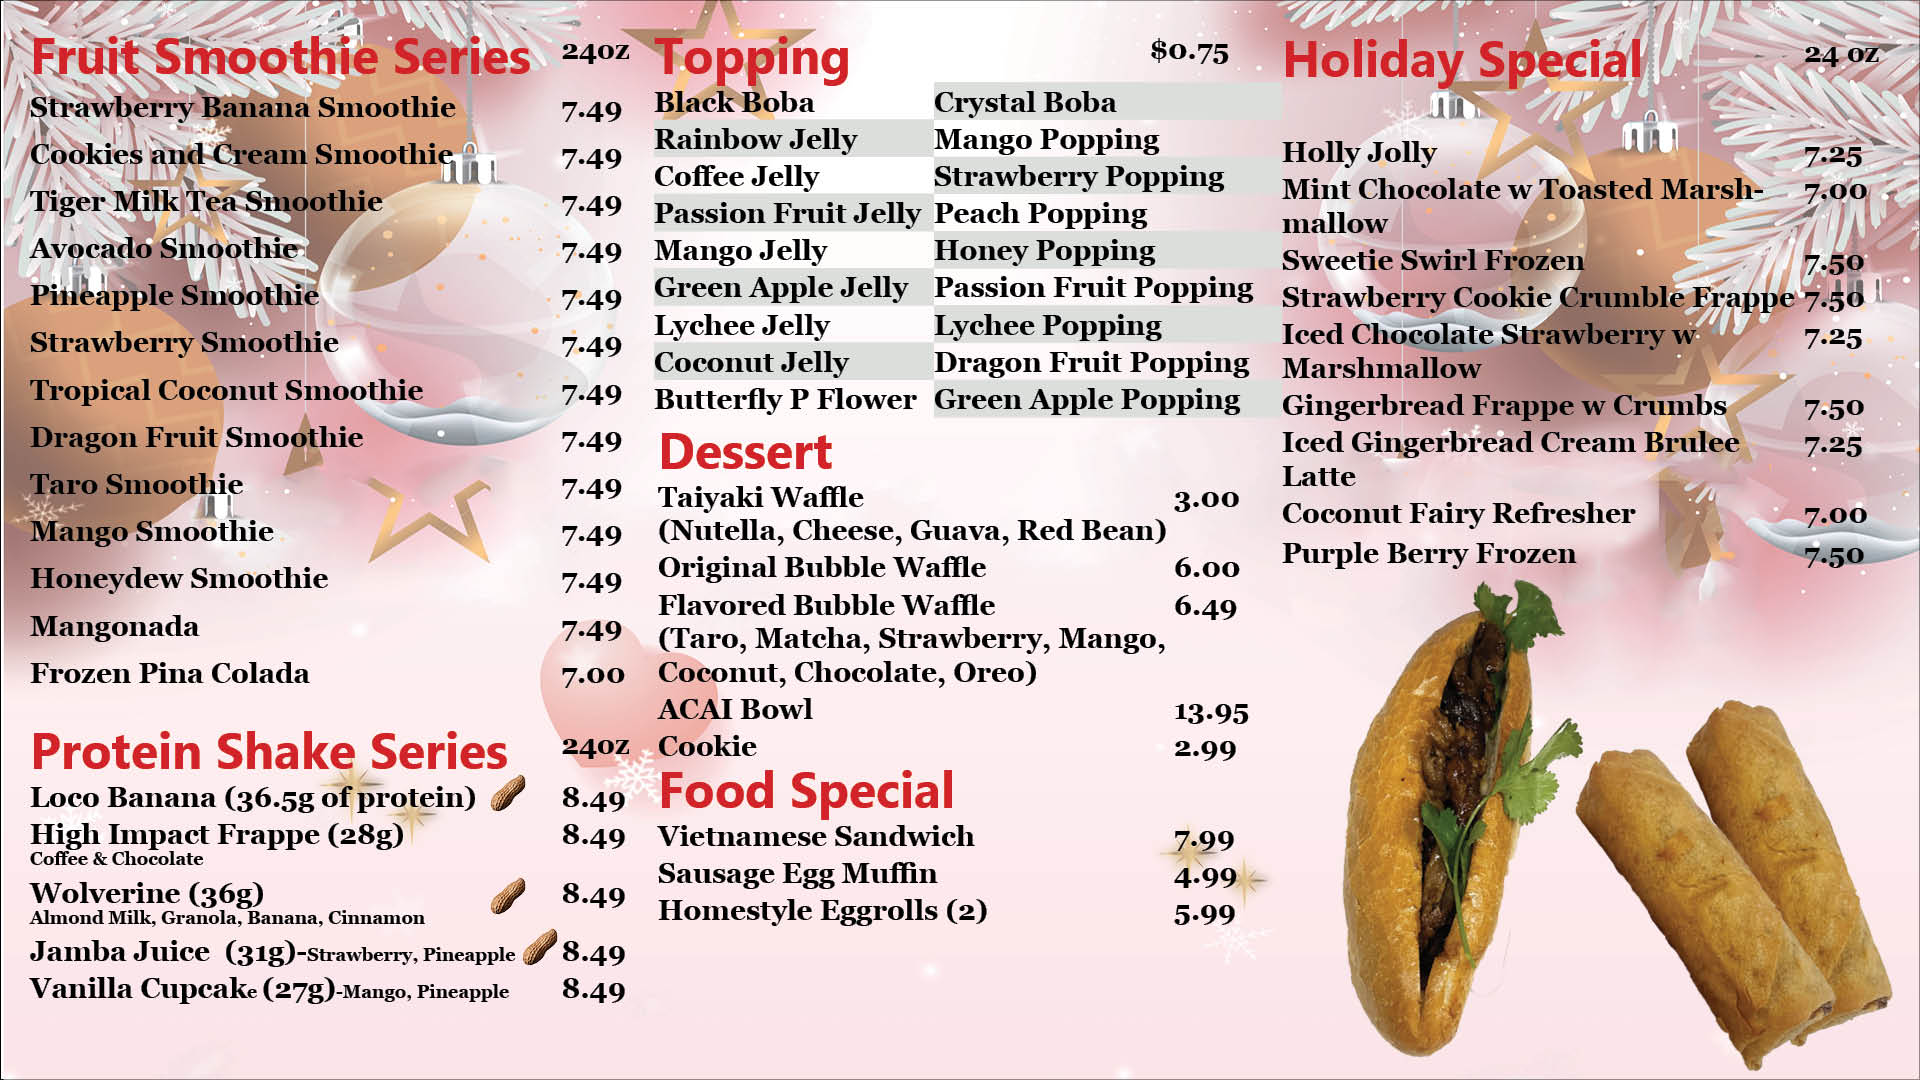 Fruit Smoothie Series 24oz
Strawberry Banana Smoothie 7.49
Cookies and Cream Smoothie 7.49
Tiger Milk Tea Smoothie 7.49
Avocado Smoothie 7.49
Pineapple Smoothie 7.49
Strawberry Smoothie 7.49
Tropical Coconut Smoothie 7.49
Dragon Fruit Smoothie 7.49
Taro Smoothie 7.49
Mango Smoothie 7.49
Honeydew Smoothie 7.49
Mangonada 7.49
Frozen Pina Colada 7.00
Protein Shake Series 24oz
Loco Banana (36.5g of protein) 8.49
High Impact Frappe (28g) 8.49
Coffee & Chocolate
Wolverine (36g) 8.49
Almond Milk, Granola, Banana, Cinnamon
Jamba Juice (31g)-Strawberry, Pineapple 8.49
Vanilla Cupcake (27g)-Mango, Pineapple 8.49
Topping $0.75
Black Boba Crystal Boba
Rainbow Jelly Mango Popping
Coffee Jelly Strawberry Popping
Passion Fruit Jelly Peach Popping
Mango Jelly Honey Popping
Green Apple Jelly Passion Fruit Popping
Lychee Jelly Lychee Popping
Coconut Jelly Dragon Fruit Popping
Butterfly P Flower Green Apple Popping
Dessert
Taiyaki Waffle 3.00
(Nutella, Cheese, Guava, Red Bean)
Original Bubble Waffle 6.00
Flavored Bubble Waffle 6.49
(Taro, Matcha, Strawberry, Mango,
Coconut, Chocolate, Oreo)
ACAI Bowl 13.95
Cookie 2.99
Food Special
Vietnamese Sandwich 7.99
Sausage Egg Muffin 4.99
Homestyle Eggrolls (2) 5.99
Holiday Special 24 oz
Holly Jolly 7.25
Mint Chocolate w Toasted Marsh- 7.00
mallow
Sweetie Swirl Frozen 7.50
Strawberry Cookie Crumble Frappe 7.50
Iced Chocolate Strawberry w 7.25
Marshmallow
Gingerbread Frappe w Crumbs 7.50
Iced Gingerbread Cream Brulee 7.25
Latte
Coconut Fairy Refresher 7.00
Purple Berry Frozen 7.50